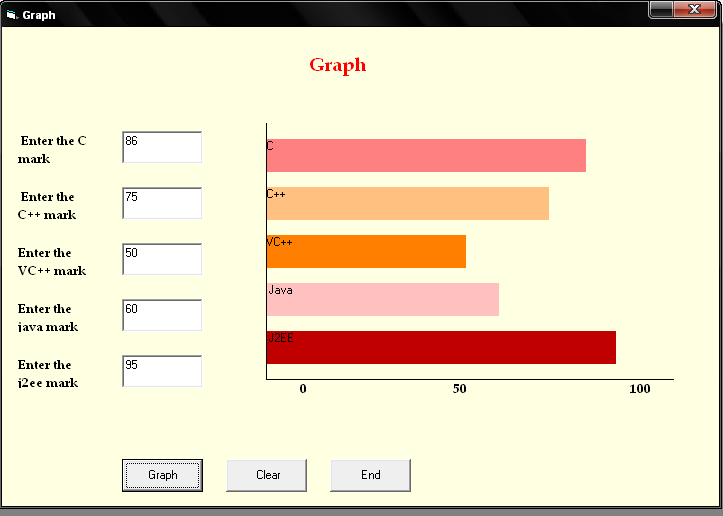 Graph
Graph
Enter the C
mark
86
Enter the
C++ mark
75
Enter the
VC++ mark
50
Enter the
java mark
60
Enter the
j2ee mark
95
C
C++
VC++
Java
J2EE
0 50 100
Graph Clear End